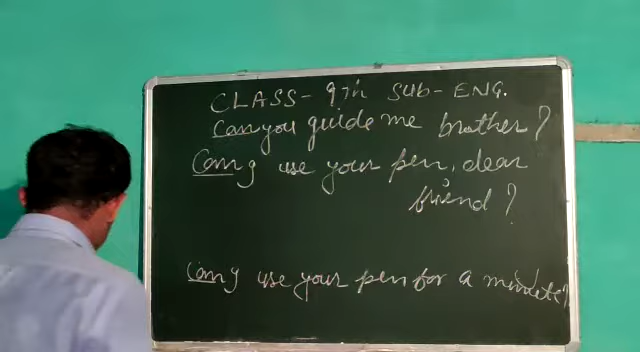 CLASS - 9th SUB - ENG.
Can you guide me brother?
Can I use your pen, dear
friend?
Can I use your pen for a minute?